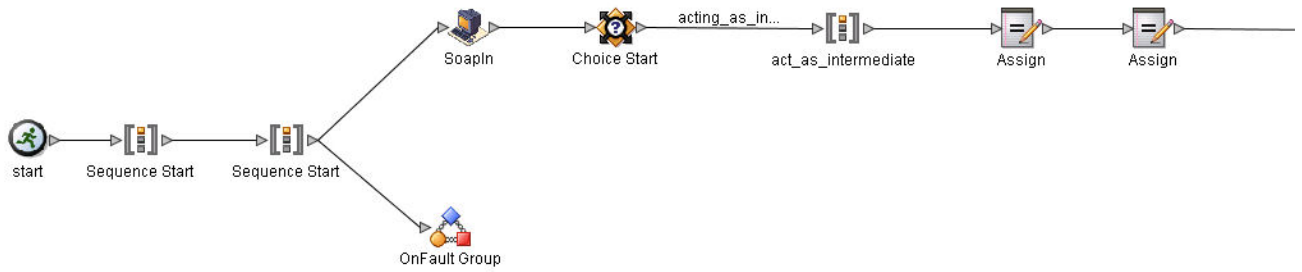 acting_as_in...
SoapIn
Choice Start
act_as_intermediate
Assign
Assign
start
Sequence Start
Sequence Start
OnFault Group